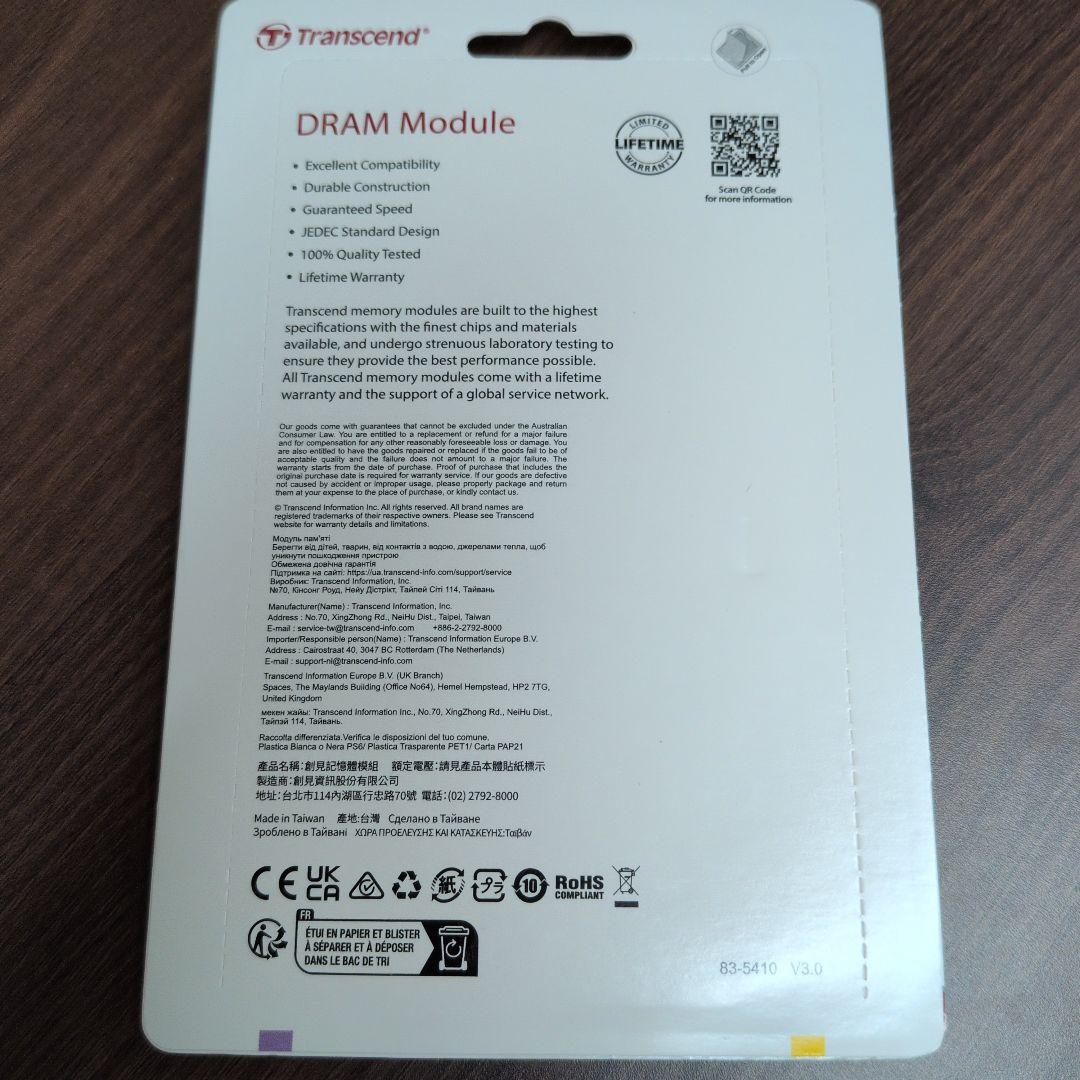 Transcend®
Pull to Open
DRAM Module
• Excellent Compatibility
• Durable Construction
• Guaranteed Speed
• JEDEC Standard Design
• 100% Quality Tested
• Lifetime Warranty
LIMITED
LIFETIME
WARRANTY
Scan QR Code
for more information
Transcend memory modules are built to the highest
specifications with the finest chips and materials
available, and undergo strenuous laboratory testing to
ensure they provide the best performance possible.
All Transcend memory modules come with a lifetime
warranty and the support of a global service network.
Our goods come with guarantees that cannot be excluded under the Australian
Consumer Law. You are entitled to a replacement or refund for a major failure
and for compensation for any other reasonably foreseeable loss or damage. You
are also entitled to have the goods repaired or replaced if the goods fail to be of
acceptable quality and the failure does not amount to a major failure. The
warranty starts from the date of purchase. Proof of purchase that includes the
original purchase date is required for warranty service. If our goods are defective
not caused by accident or improper usage, please properly package and return
them at your expense to the place of purchase, or kindly contact us.
© Transcend Information Inc. All rights reserved. All brand names are
registered trademarks of their respective owners. Please see Transcend
website for warranty details and limitations.
Модуль пам'яті
Берегти від дітей, тварин, від контактів з водою, джерелами тепла, щоб
уникнути пошкодження пристрою
Обмежена довічна гарантія
Підтримка на сайті: https://ua.transcend-info.com/support/service
Виробник: Transcend Information, Inc.
№70, Кінсонг Роуд, Нейу Дістрікт, Тайпей Сіті 114, Тайвань
Manufacturer(Name) : Transcend Information, Inc.
Address : No.70, XingZhong Rd., NeiHu Dist., Taipei, Taiwan
E-mail : service-tw@transcend-info.com +886-2-2792-8000
Importer/Responsible person(Name) : Transcend Information Europe B.V.
Address : Cairostraat 40, 3047 BC Rotterdam (The Netherlands)
E-mail : support-nl@transcend-info.com
Transcend Information Europe B.V. (UK Branch)
Spaces, The Maylands Building (Office No64), Hemel Hempstead, HP2 7TG,
United Kingdom
мекен жайы: Transcend Information Inc., No.70, XingZhong Rd., NeiHu Dist.,
Тайпэй 114, Тайвань.
Raccolta differenziata.Verifica le disposizioni del tuo comune.
Plastica Bianca o Nera PS6/ Plastica Trasparente PET1/ Carta PAP21
產品名稱:創見記憶體模組 額定電壓:請見產品本體貼紙標示
製造商:創見資訊股份有限公司
地址:台北市114內湖區行忠路70號 電話:(02) 2792-8000
Made in Taiwan 產地:台灣 Сделано в Тайване
Зроблено в Тайвані ΧΩΡΑ ΠΡΟΕΛΕΥΣΗΣ ΚΑΙ ΚΑΤΑΣΚΕΥΗΣ:Ταϊβάν
CE UK CA 紙 プラ 10 RoHS COMPLIANT
FR
ÉTUI EN PAPIER ET BLISTER
À SÉPARER ET À DÉPOSER
DANS LE BAC DE TRI
83-5410 V3.0